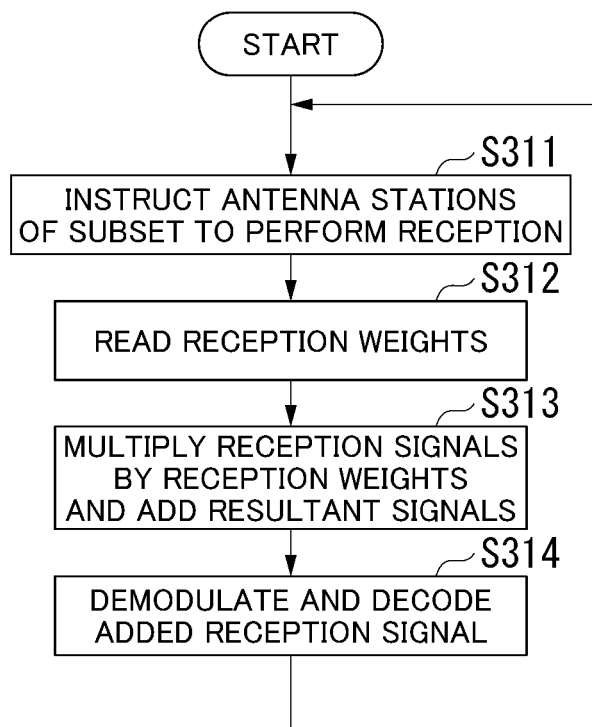 START
S311
INSTRUCT ANTENNA STATIONS
OF SUBSET TO PERFORM RECEPTION
S312
READ RECEPTION WEIGHTS
S313
MULTIPLY RECEPTION SIGNALS
BY RECEPTION WEIGHTS
AND ADD RESULTANT SIGNALS
S314
DEMODULATE AND DECODE
ADDED RECEPTION SIGNAL